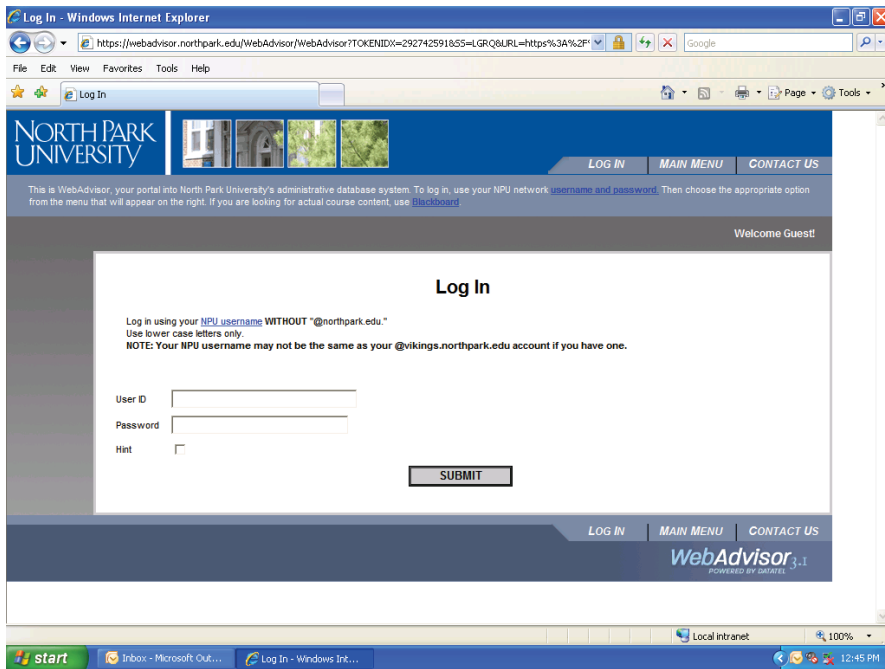 Log In - Windows Internet Explorer
https://webadvisor.northpark.edu/WebAdvisor/WebAdvisor?TOKENIDX=2927425918&SS=LGRQ&URL=https%3A%2F
Google
File Edit View Favorites Tools Help
Log In
Page Tools
NORTH PARK
UNIVERSITY
LOG IN MAIN MENU CONTACT US
This is WebAdvisor, your portal into North Park University's administrative database system. To log in, use your NPU network username and password. Then choose the appropriate option
from the menu that will appear on the right. If you are looking for actual course content, use Blackboard
Welcome Guest!
Log In
Log in using your NPU username WITHOUT "@northpark.edu."
Use lower case letters only.
NOTE: Your NPU username may not be the same as your @vikings.northpark.edu account if you have one.
User ID
Password
Hint
SUBMIT
LOG IN MAIN MENU CONTACT US
WebAdvisor 3.1
POWERED BY DATATEL
Local intranet 100%
start Inbox - Microsoft Out... Log In - Windows Int... 12:45 PM